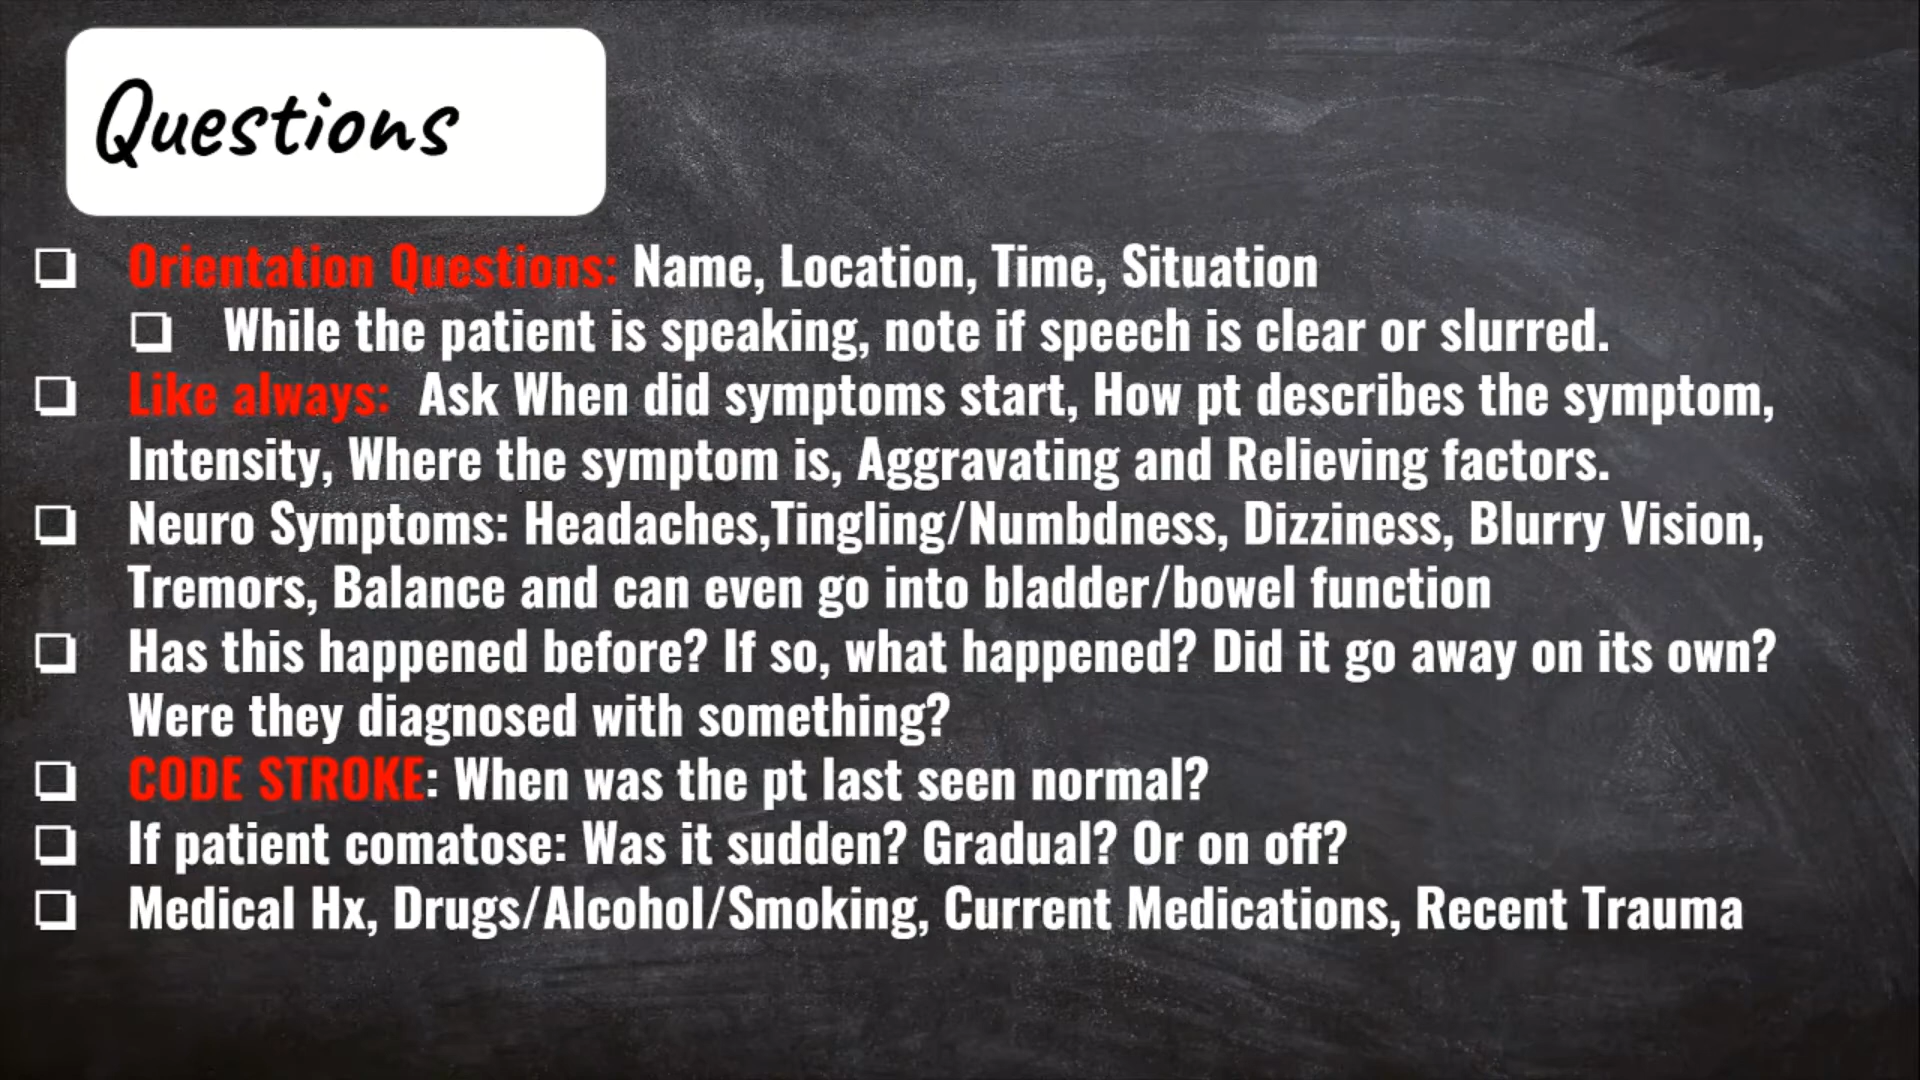 Questions
Orientation Questions: Name, Location, Time, Situation
While the patient is speaking, note if speech is clear or slurred.
Like always: Ask When did symptoms start, How pt describes the symptom,
Intensity, Where the symptom is, Aggravating and Relieving factors.
Neuro Symptoms: Headaches,Tingling/Numbdness, Dizziness, Blurry Vision,
Tremors, Balance and can even go into bladder/bowel function
Has this happened before? If so, what happened? Did it go away on its own?
Were they diagnosed with something?
CODE STROKE: When was the pt last seen normal?
If patient comatose: Was it sudden? Gradual? Or on off?
Medical Hx, Drugs/Alcohol/Smoking, Current Medications, Recent Trauma